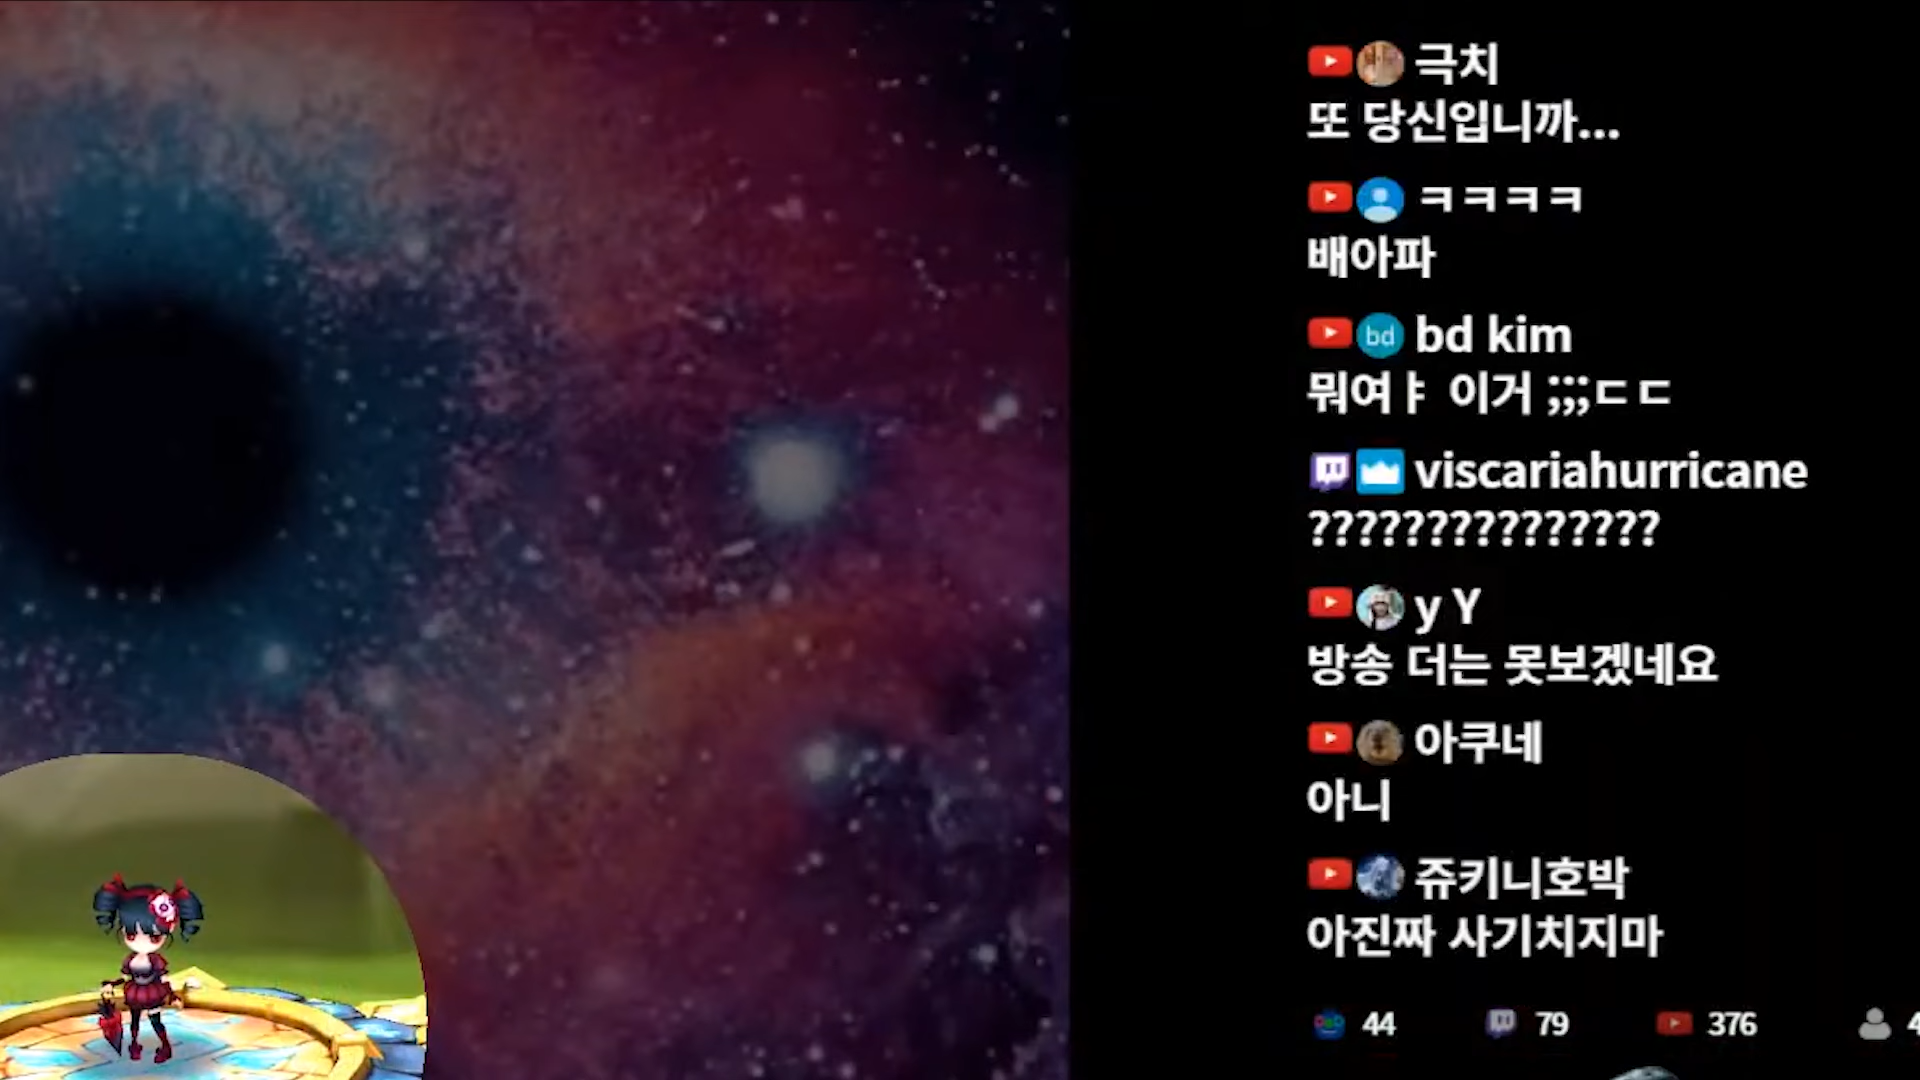 극치
또 당신입니까...
ㅋㅋㅋㅋ
배아파
bd bd kim
뭐여ㅑ 이거 ;;;ㄷㄷ
viscariahurricane
???????????????
y Y
방송 더는 못보겠네요
아쿠네
아니
쥬키니호박
아진짜 사기치지마
44 79 376